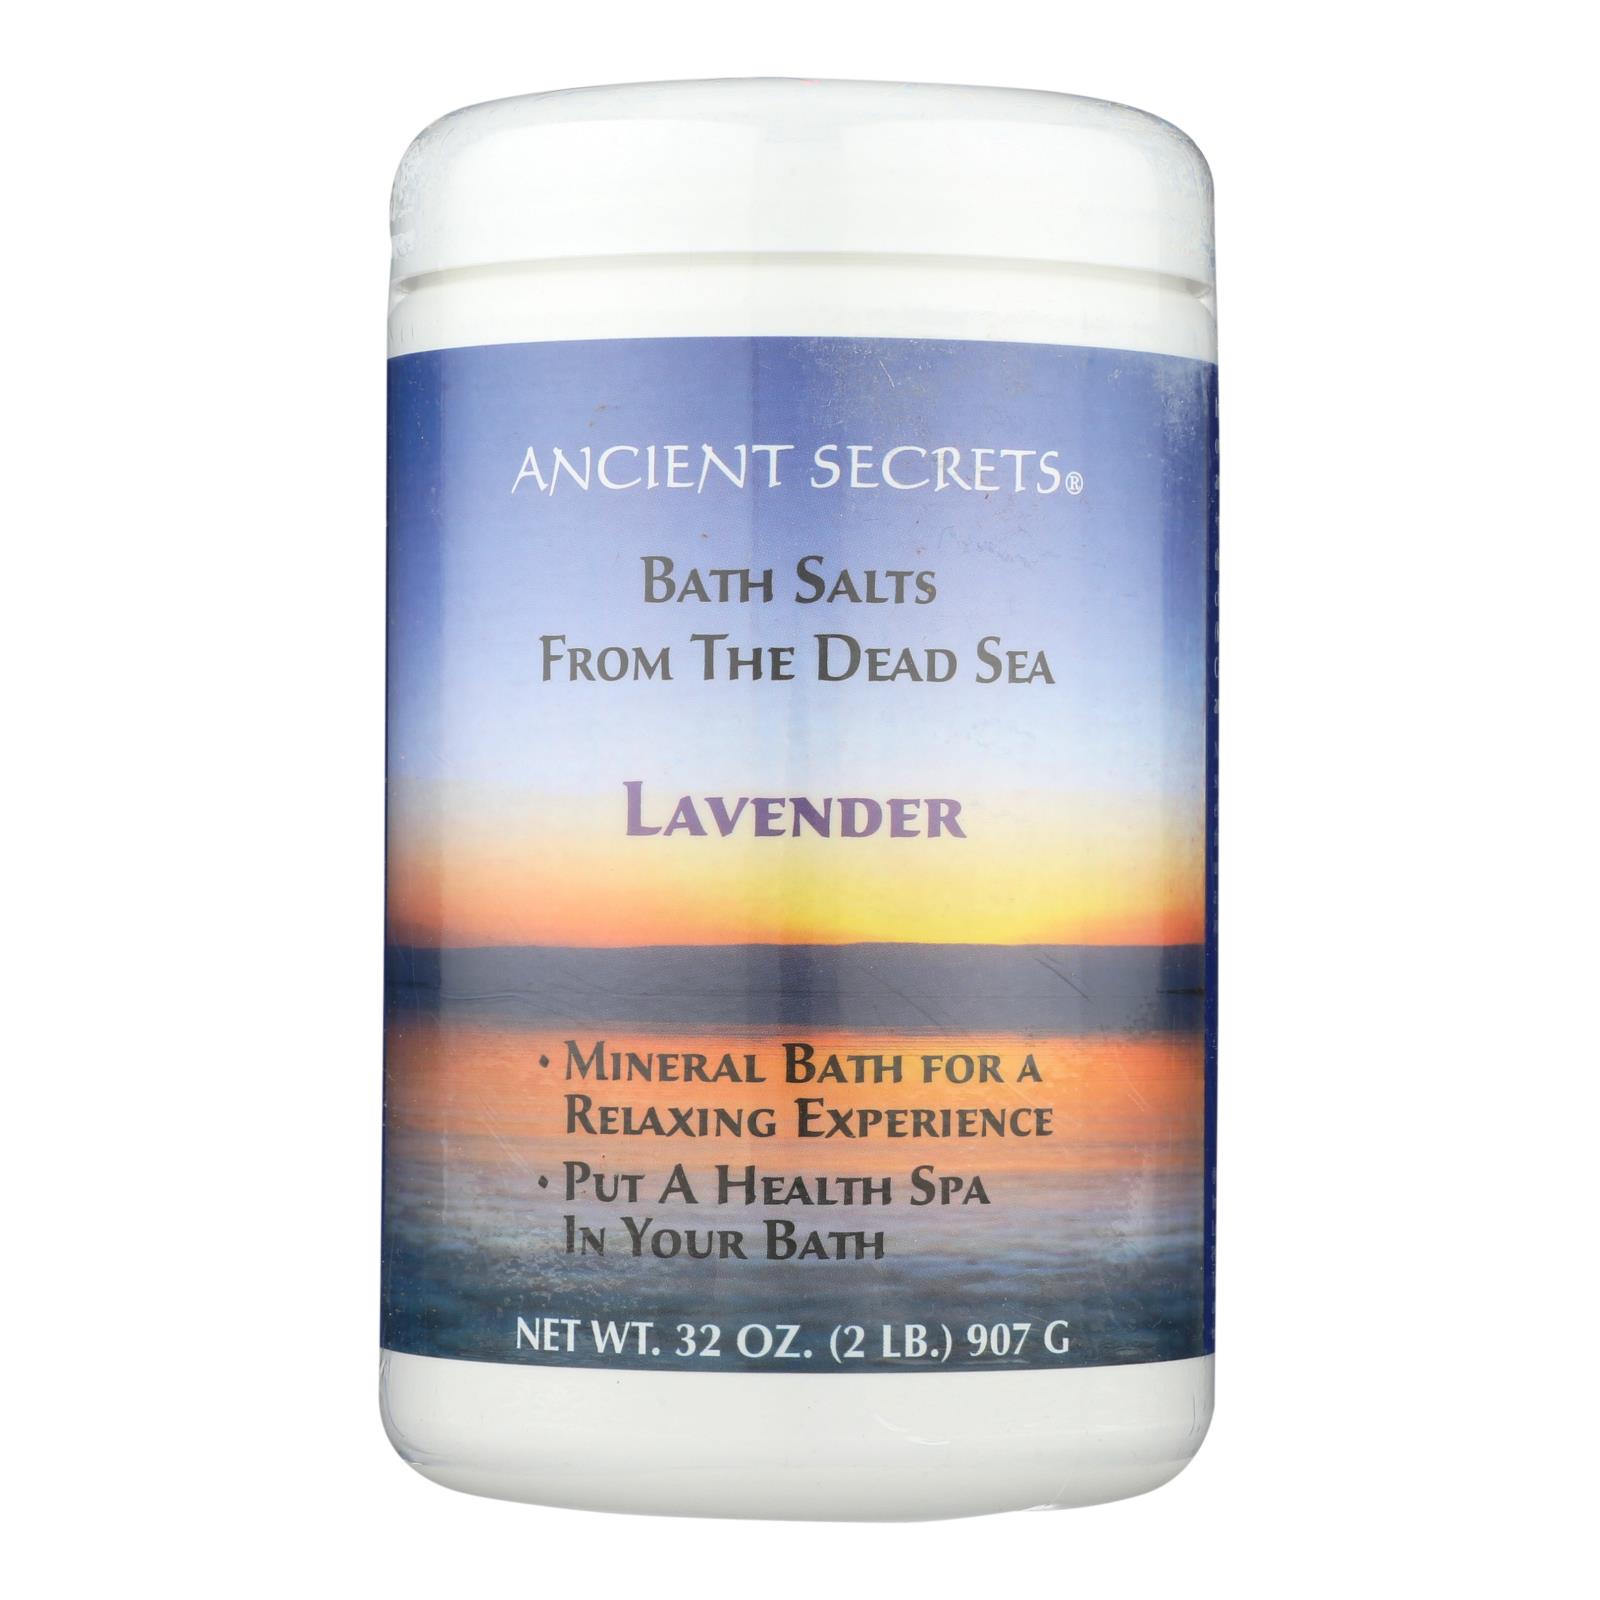 ANCIENT SECRETS®
BATH SALTS
FROM THE DEAD SEA
LAVENDER
• MINERAL BATH FOR A
RELAXING EXPERIENCE
• PUT A HEALTH SPA
IN YOUR BATH
NET WT. 32 OZ. (2 LB.) 907 G